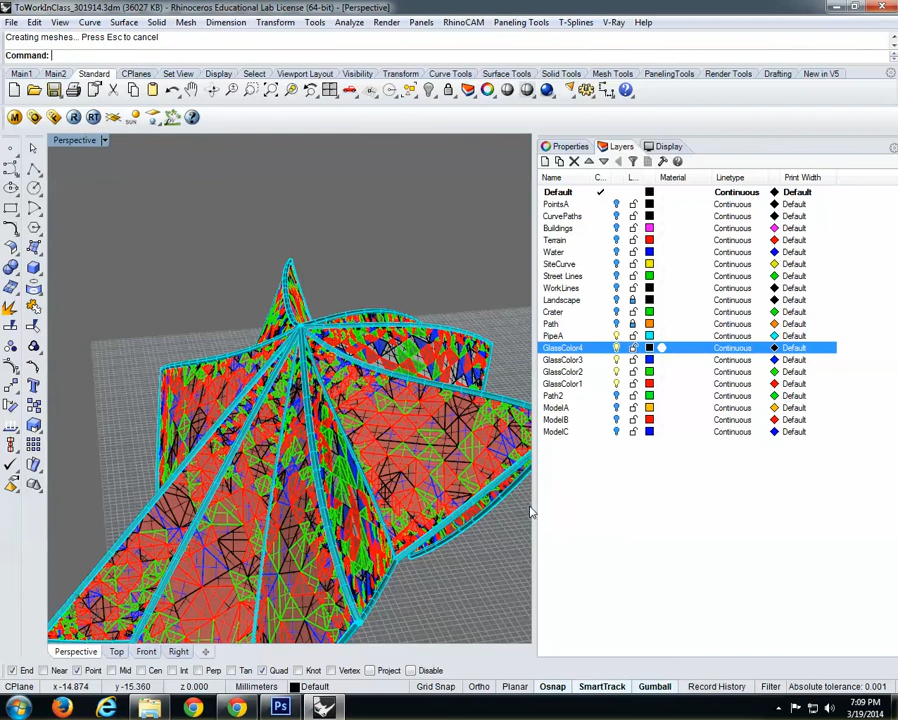 ToWorkInClass_301914.3dm (36027 KB) - Rhinoceros Educational Lab License (64-bit) - [Perspective]
File Edit View Curve Surface Solid Mesh Dimension Transform Tools Analyze Render Panels RhinoCAM Paneling Tools T-Splines V-Ray Help
Creating meshes... Press Esc to cancel
Command:
Main1 Main2 Standard CPlanes Set View Display Select Viewport Layout Visibility Transform Curve Tools Surface Tools Solid Tools Mesh Tools PanelingTools Render Tools Drafting New in V5
Perspective
Properties Layers Display
Name C... L... Material Linetype Print Width
Default Continuous Default
PointsA Continuous Default
CurvePaths Continuous Default
Buildings Continuous Default
Terrain Continuous Default
Water Continuous Default
SiteCurve Continuous Default
Street Lines Continuous Default
WorkLines Continuous Default
Landscape Continuous Default
Crater Continuous Default
Path Continuous Default
PipeA Continuous Default
GlassColor4 Continuous Default
GlassColor3 Continuous Default
GlassColor2 Continuous Default
GlassColor1 Continuous Default
Path2 Continuous Default
ModelA Continuous Default
ModelB Continuous Default
ModelC Continuous Default
Perspective Top Front Right
End Near Point Mid Cen Int Perp Tan Quad Knot Vertex Project Disable
CPlane x -14.874 y -15.360 z 0.000 Millimeters Default Grid Snap Ortho Planar Osnap SmartTrack Gumball Record History Filter Absolute tolerance: 0.001
7:09 PM
3/19/2014